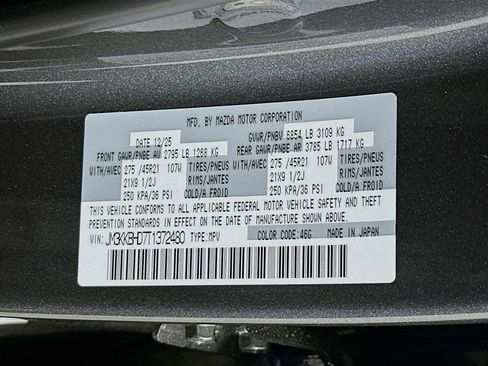 MFD. BY MAZDA MOTOR CORPORATION
DATE 12/25 GVWR/PNBV 6854 LB 3109 KG
FRONT GAWR/PNBE AV 2795 LB 1268 KG REAR GAWR/PNBE AR 3785 LB 1717 KG
WITH/AVEC 275 /45R21 107W TIRES/PNEUS WITH/AVEC 275 /45R21 107W TIRES/PNEUS
21X9 1/2J RIMS/JANTES 21X9 1/2J RIMS/JANTES
250 KPA/36 PSI COLD/A FROID 250 KPA/36 PSI COLD/A FROID
THIS VEHICLE CONFORMS TO ALL APPLICABLE FEDERAL MOTOR VEHICLE SAFETY AND THEFT
PREVENTION STANDARDS IN EFFECT ON THE DATE OF MANUFACTURE SHOWN ABOVE.
VIN: JM3KKBHD7T1372480 TYPE:MPV COLOR CODE:46G MADE IN JAPAN